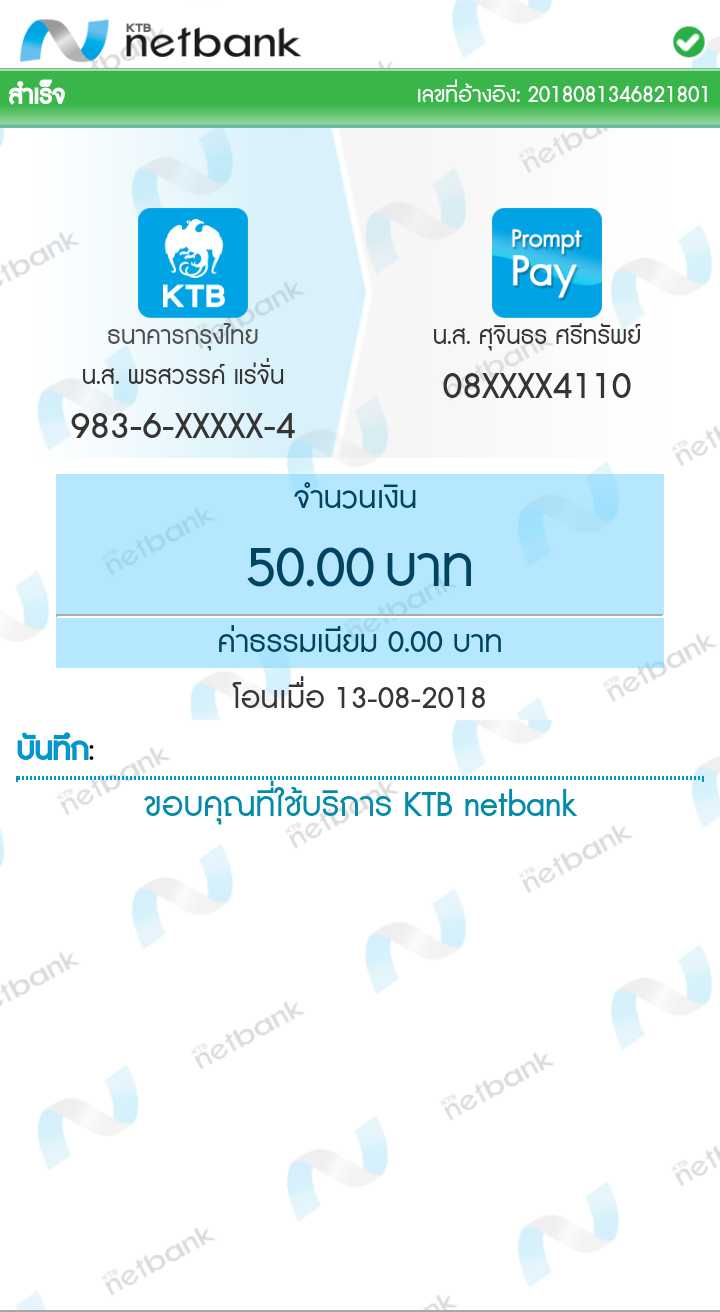 KTB
netbank
สำเร็จ
เลขที่อ้างอิง: 2018081346821801
KTB
ธนาคารกรุงไทย
น.ส. พรสวรรค์ แร่จั่น
983-6-XXXXX-4
Prompt
Pay
น.ส. ศุจินธร ศรีทรัพย์
08XXXX4110
จำนวนเงิน
50.00 บาท
ค่าธรรมเนียม 0.00 บาท
โอนเมื่อ 13-08-2018
บันทึก:
ขอบคุณที่ใช้บริการ KTB netbank